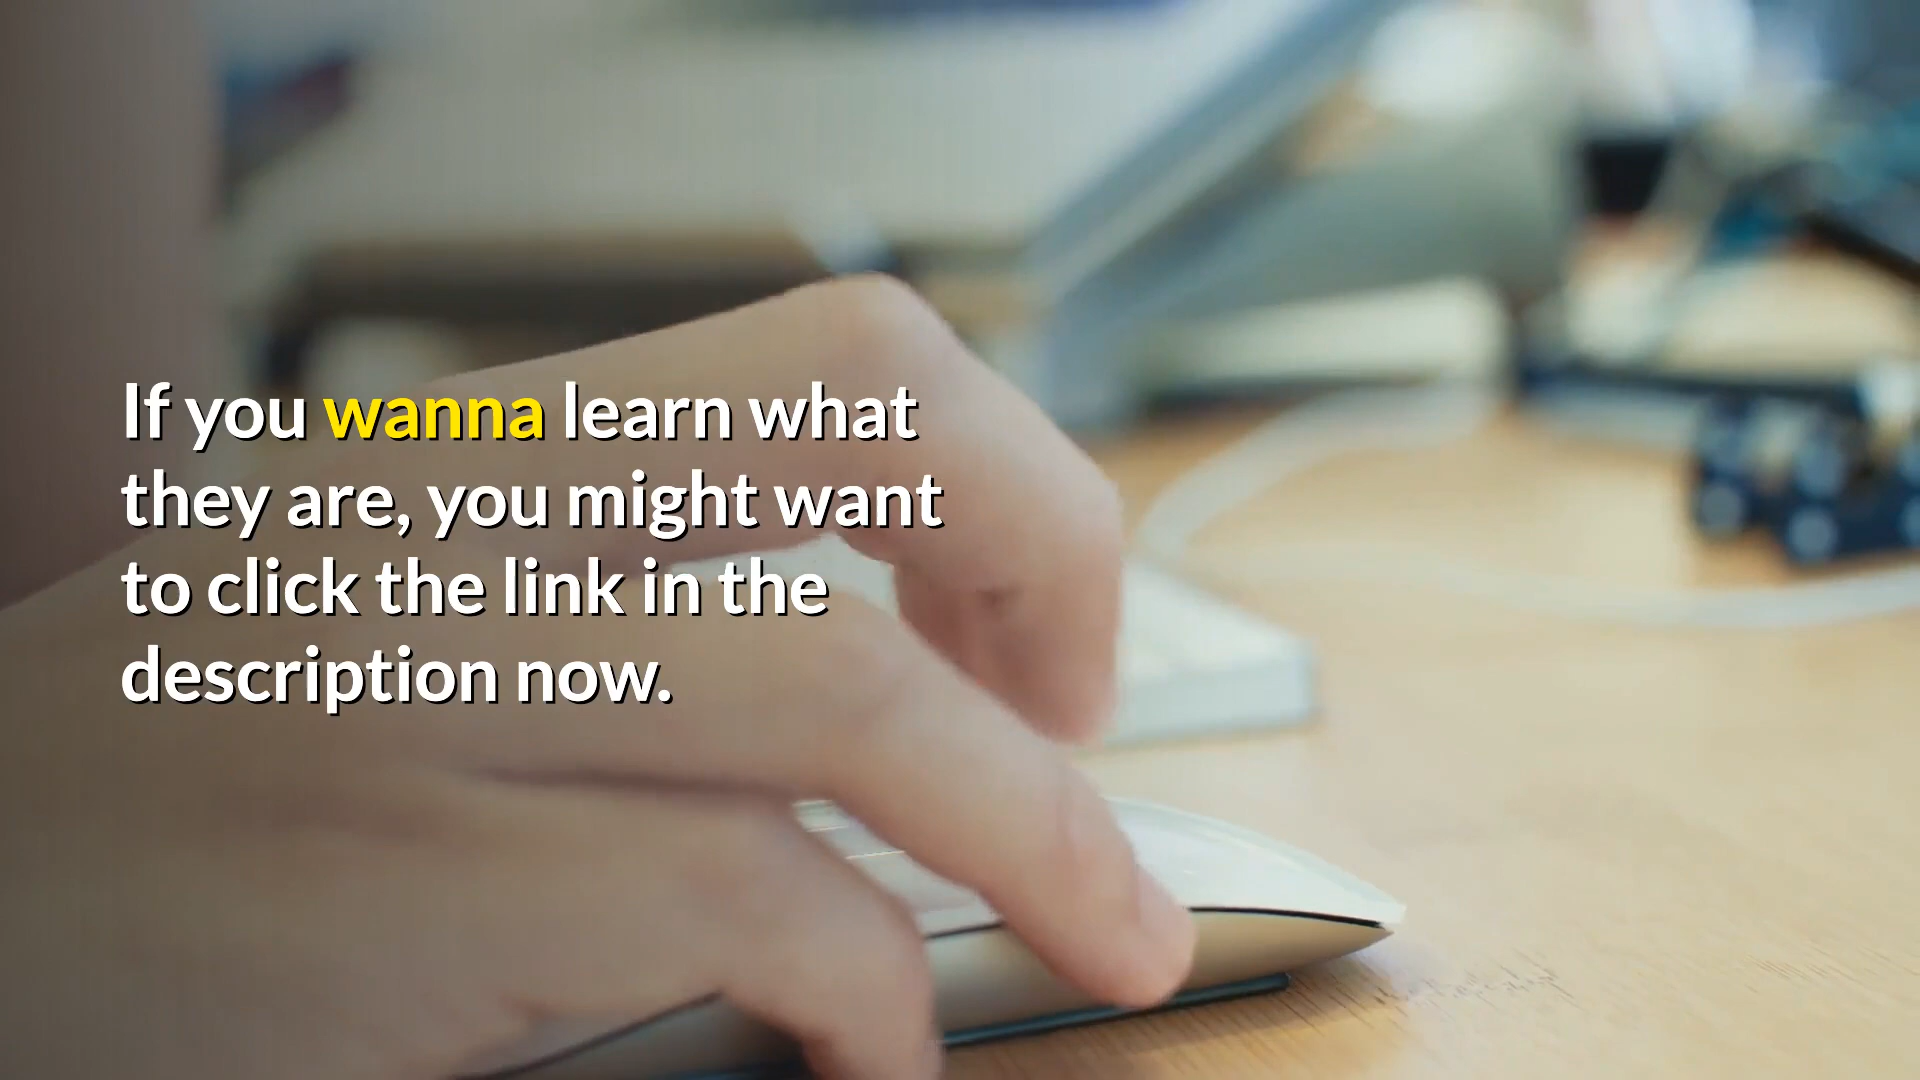 If you wanna learn what
they are, you might want
to click the link in the
description now.